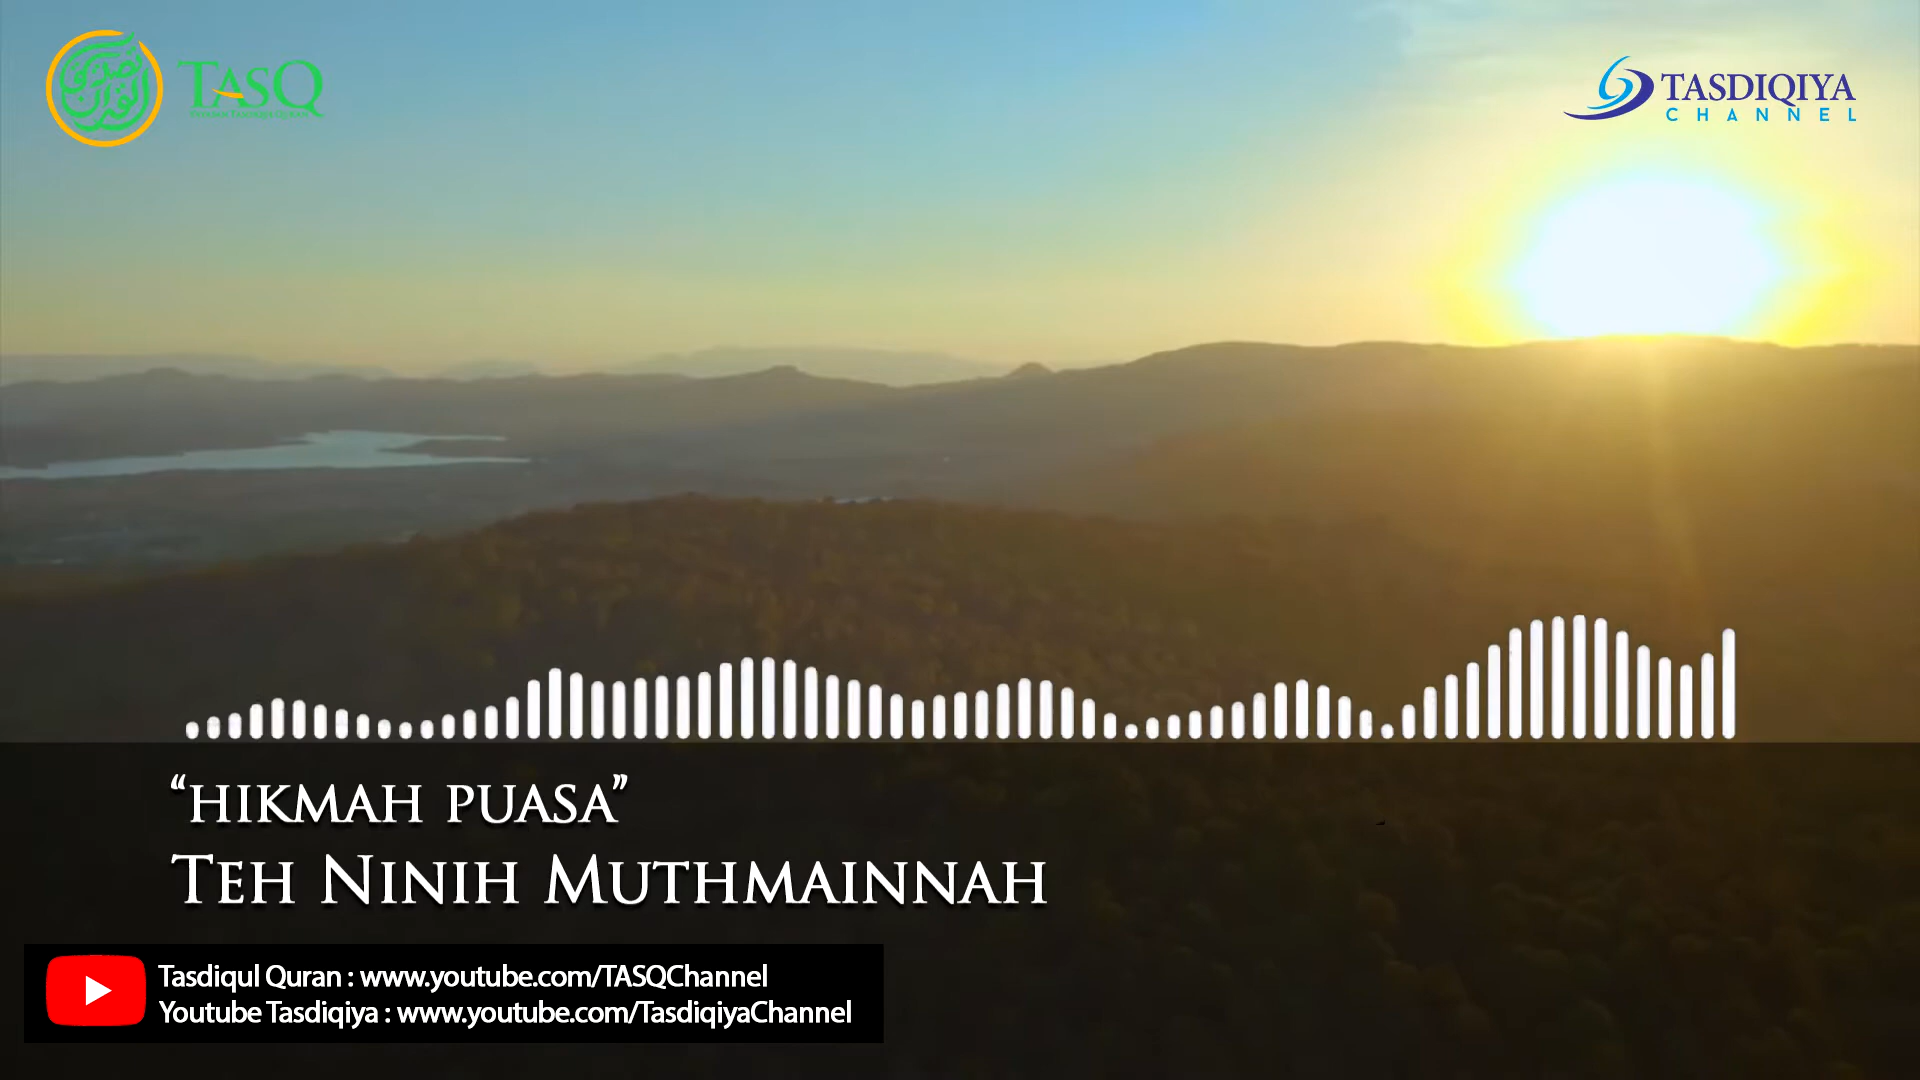 TASQ
TASDIQIYA
CHANNEL
“HIKMAH PUASA”
TEH NINIH MUTHMAINNAH
Tasdiqul Quran : www.youtube.com/TASQChannel
Youtube Tasdiqiya : www.youtube.com/TasdiqiyaChannel